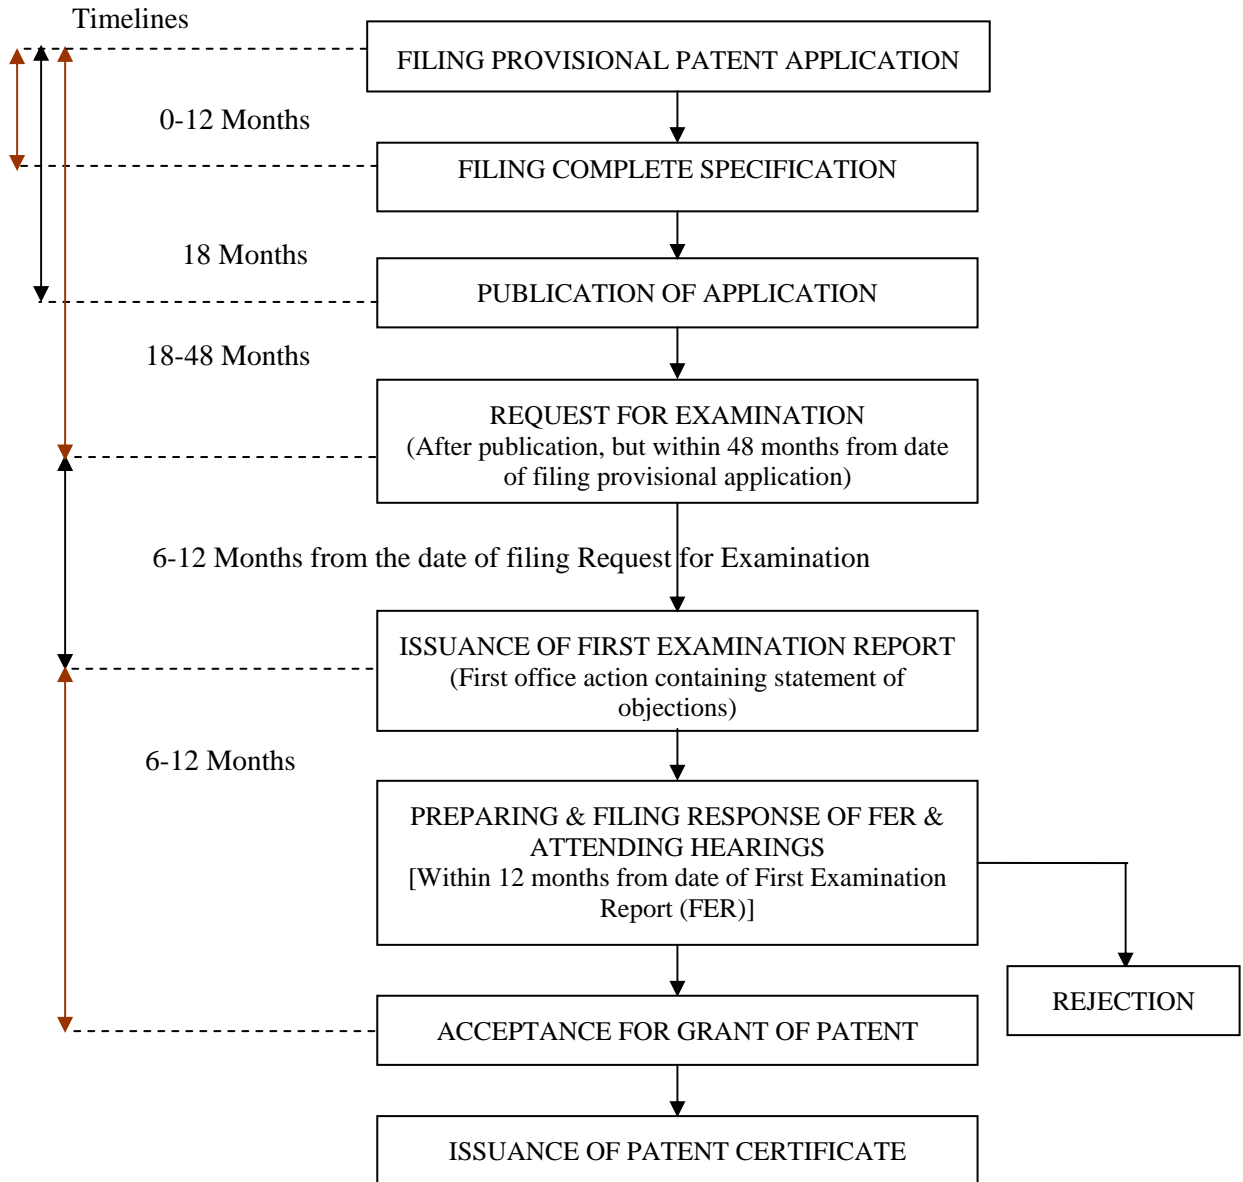 Timelines
FILING PROVISIONAL PATENT APPLICATION
0-12 Months
FILING COMPLETE SPECIFICATION
18 Months
PUBLICATION OF APPLICATION
18-48 Months
REQUEST FOR EXAMINATION
(After publication, but within 48 months from date
of filing provisional application)
6-12 Months from the date of filing Request for Examination
ISSUANCE OF FIRST EXAMINATION REPORT
(First office action containing statement of
objections)
6-12 Months
PREPARING & FILING RESPONSE OF FER &
ATTENDING HEARINGS
[Within 12 months from date of First Examination
Report (FER)]
REJECTION
ACCEPTANCE FOR GRANT OF PATENT
ISSUANCE OF PATENT CERTIFICATE